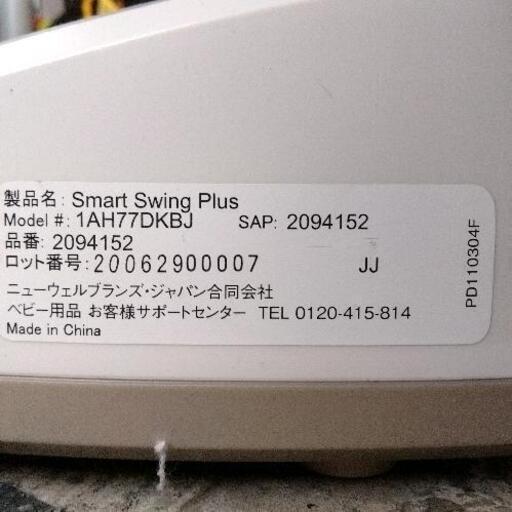 製品名: Smart Swing Plus
Model #: 1AH77DKBJ SAP: 2094152
品番: 2094152
ロット番号: 20062900007 JJ
ニューウェルブランズ・ジャパン合同会社
ベビー用品 お客様サポートセンター TEL 0120-415-814
Made in China
PD110304F